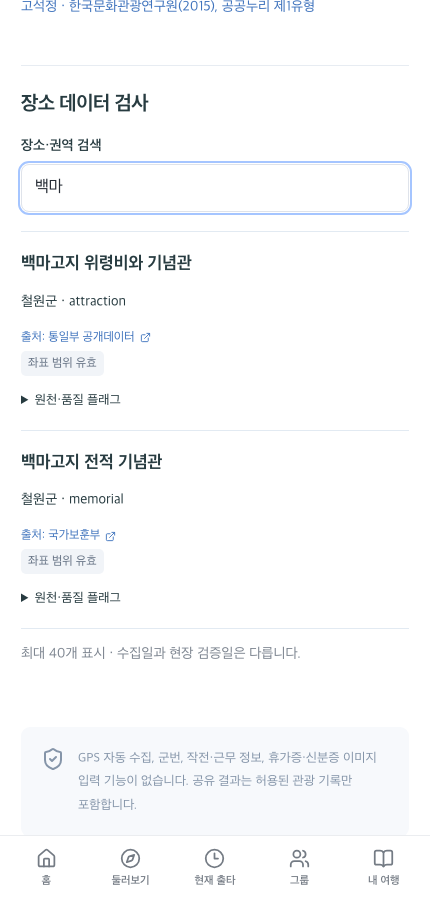 고석정 · 한국문화관광연구원(2015), 공공누리 제1유형
장소 데이터 검사
장소·권역 검색
백마
백마고지 위령비와 기념관
철원군 · attraction
출처: 통일부 공개데이터
좌표 범위 유효
▶ 원천·품질 플래그
백마고지 전적 기념관
철원군 · memorial
출처: 국가보훈부
좌표 범위 유효
▶ 원천·품질 플래그
최대 40개 표시 · 수집일과 현장 검증일은 다릅니다.
GPS 자동 수집, 군번, 작전·근무 정보, 휴가증·신분증 이미지
입력 기능이 없습니다. 공유 결과는 허용된 관광 기록만
포함합니다.
홈
둘러보기
현재 출타
그룹
내 여행